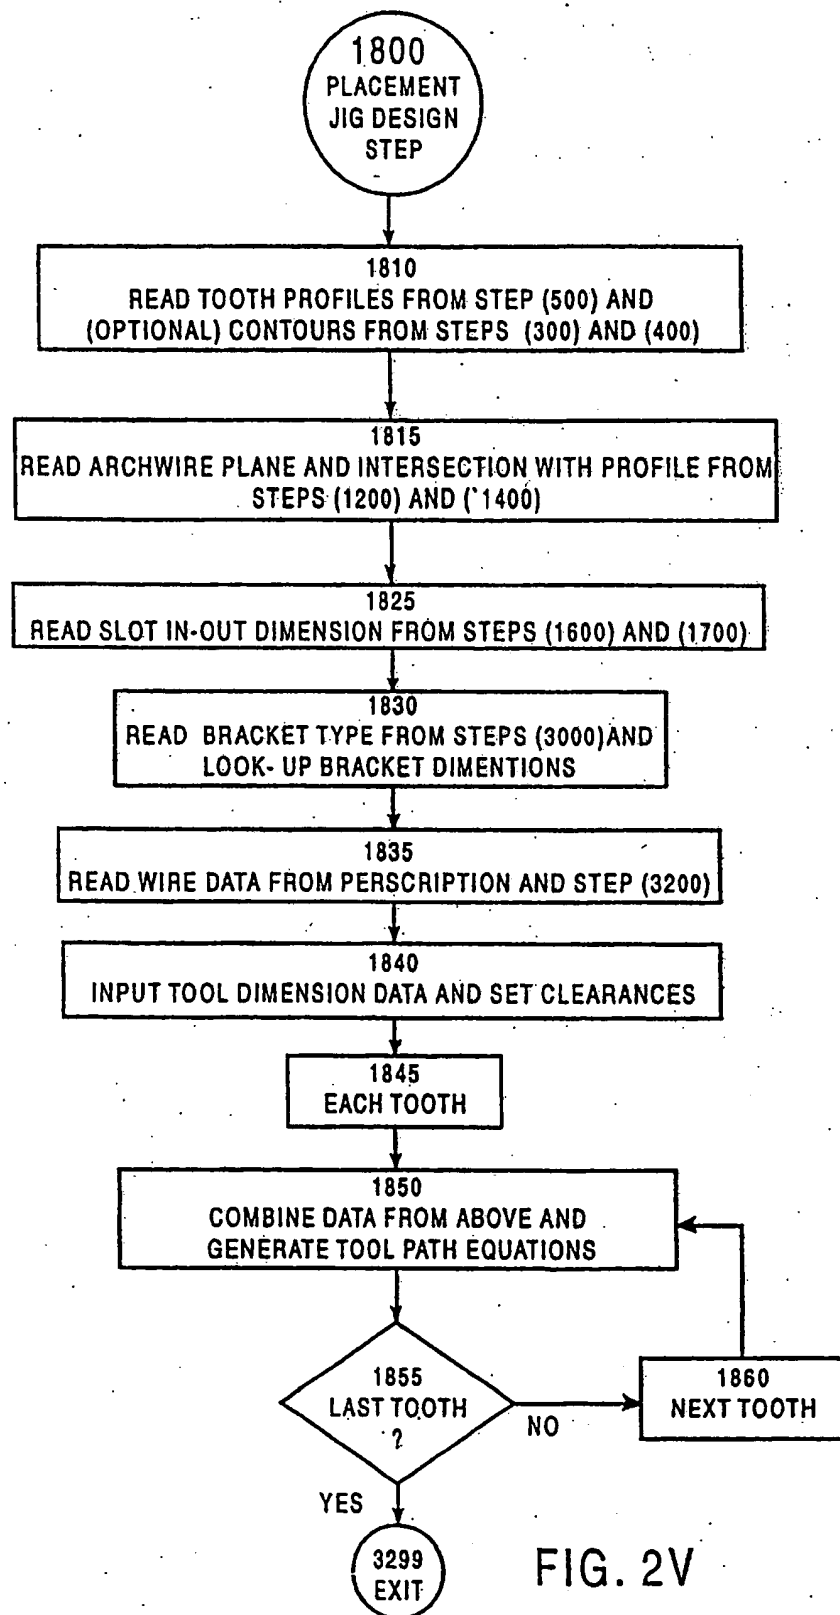 1800
PLACEMENT
JIG DESIGN
STEP
1810
READ TOOTH PROFILES FROM STEP (500) AND
(OPTIONAL) CONTOURS FROM STEPS (300) AND (400)
1815
READ ARCHWIRE PLANE AND INTERSECTION WITH PROFILE FROM
STEPS (1200) AND (1400)
1825
READ SLOT IN-OUT DIMENSION FROM STEPS (1600) AND (1700)
1830
READ BRACKET TYPE FROM STEPS (3000)AND
LOOK- UP BRACKET DIMENTIONS
1835
READ WIRE DATA FROM PERSCRIPTION AND STEP (3200)
1840
INPUT TOOL DIMENSION DATA AND SET CLEARANCES
1845
EACH TOOTH
1850
COMBINE DATA FROM ABOVE AND
GENERATE TOOL PATH EQUATIONS
1855
LAST TOOTH
?
NO
1860
NEXT TOOTH
YES
3299
EXIT
FIG. 2V